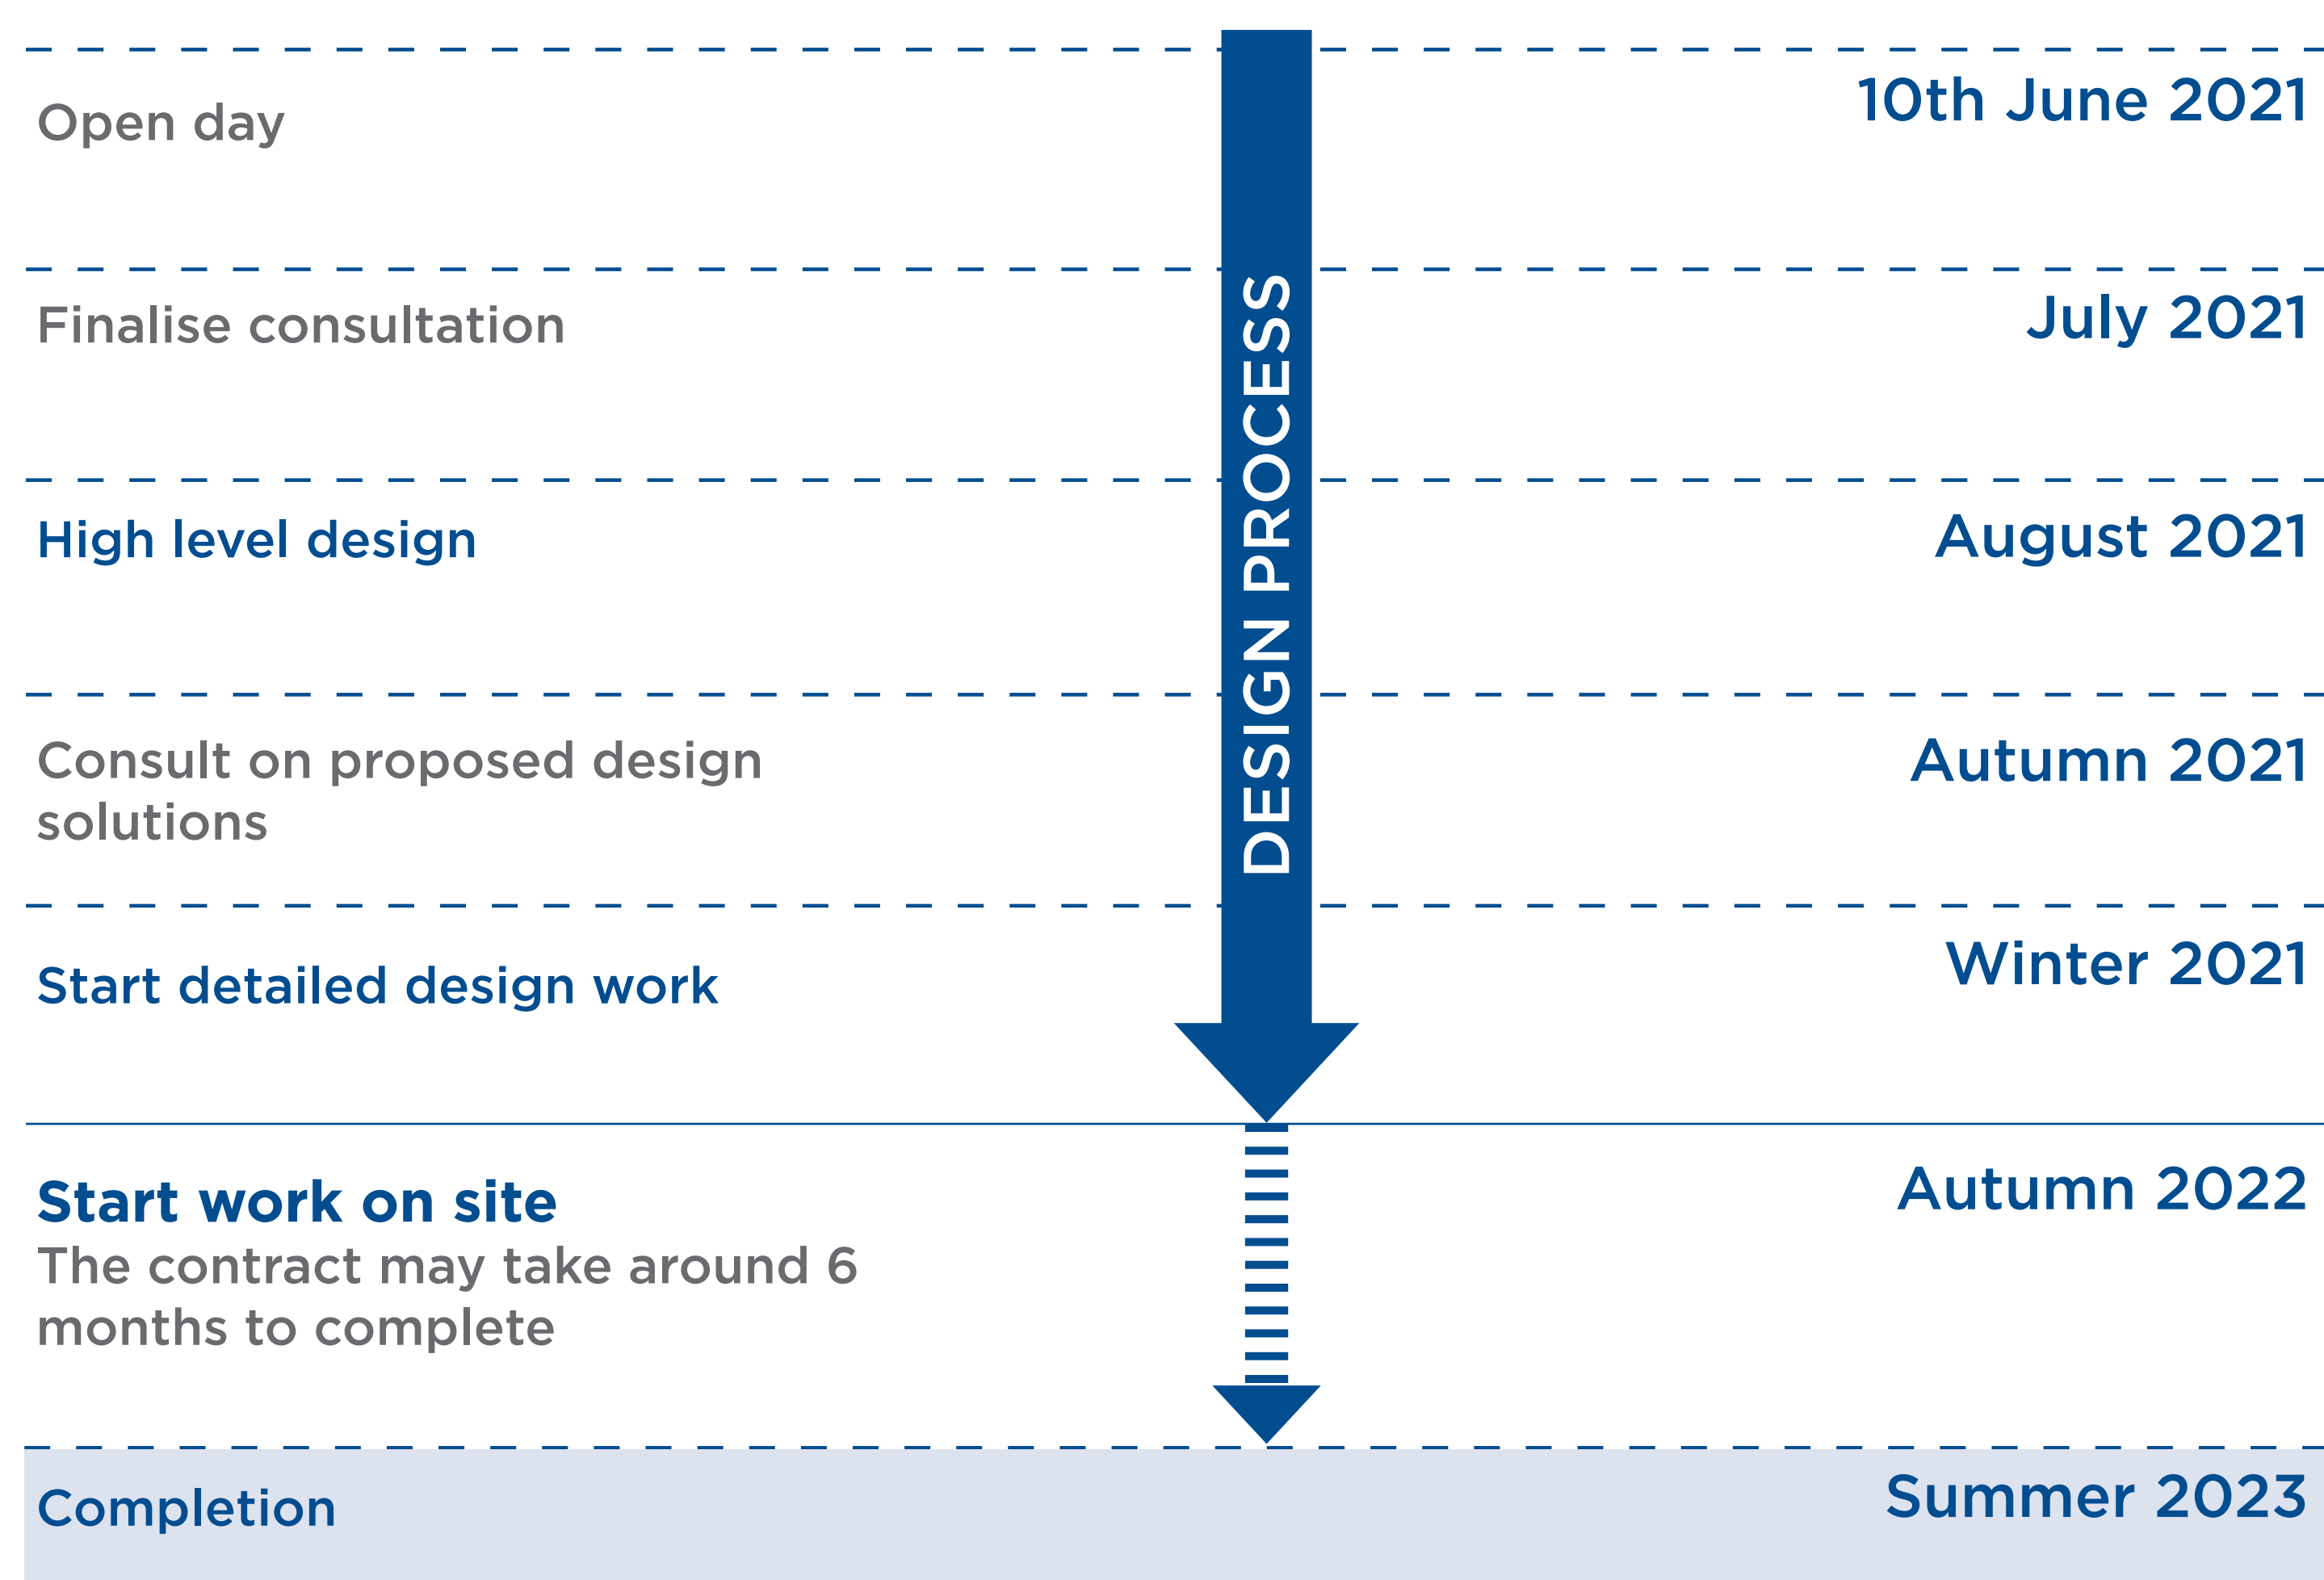 Open day
10th June 2021
Finalise consultation
July 2021
High level design
August 2021
DESIGN PROCESS
Consult on proposed design
solutions
Autumn 2021
Start detailed design work
Winter 2021
Start work on site
Autumn 2022
The contract may take around 6
months to complete
Completion
Summer 2023